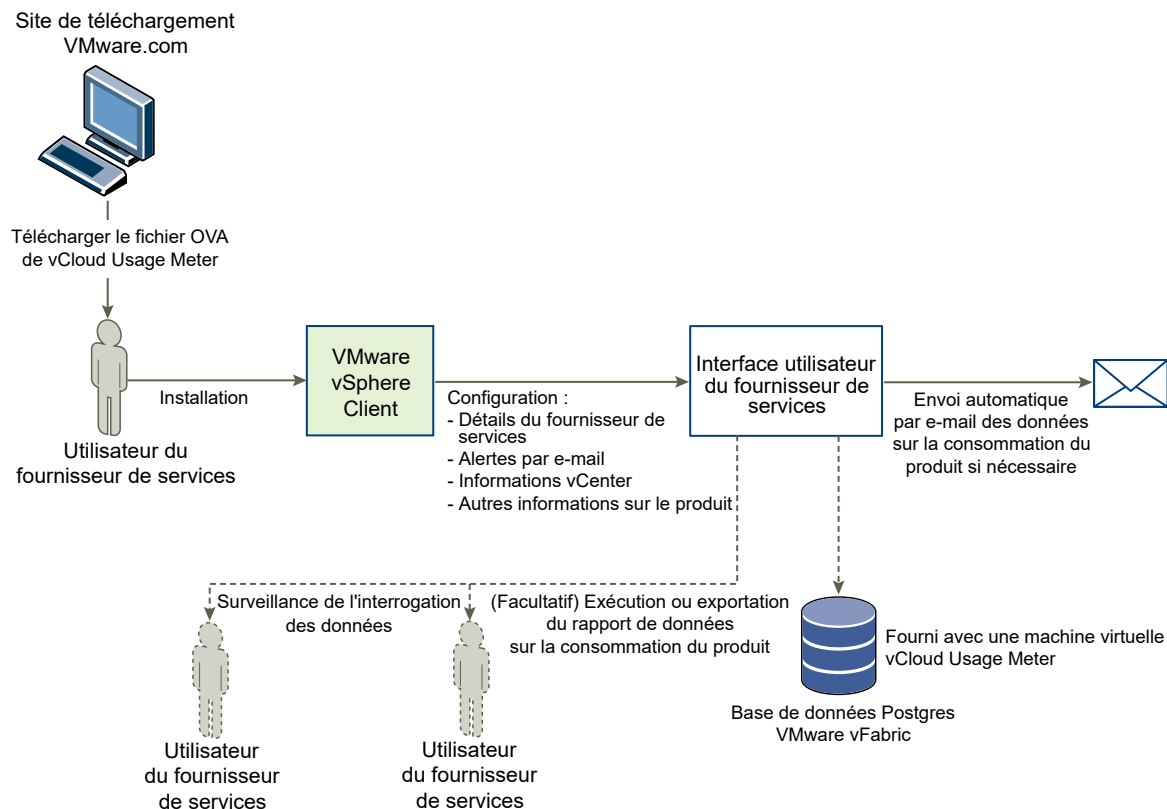 Site de téléchargement
VMware.com
Télécharger le fichier OVA
de vCloud Usage Meter
Utilisateur du
fournisseur de services
Installation
VMware
vSphere
Client
Configuration :
- Détails du fournisseur de
services
- Alertes par e-mail
- Informations vCenter
- Autres informations sur le produit
Interface utilisateur
du fournisseur de
services
Envoi automatique
par e-mail des données
sur la consommation du
produit si nécessaire
Surveillance de l'interrogation
des données
(Facultatif) Exécution ou exportation
du rapport de données
sur la consommation du produit
Fourni avec une machine virtuelle
vCloud Usage Meter
Base de données Postgres
VMware vFabric
Utilisateur
du fournisseur
de services
Utilisateur
du fournisseur
de services